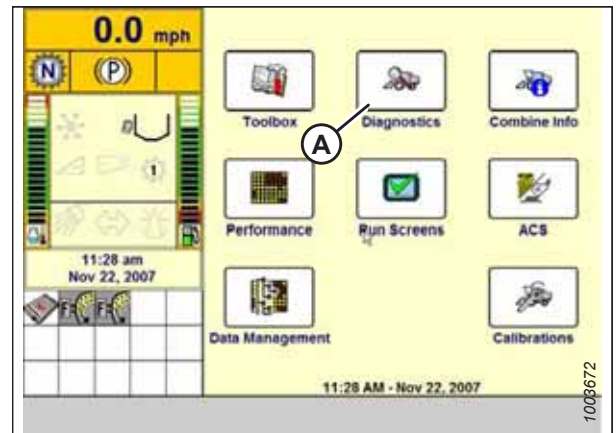 0.0 mph
N
(P)
1
11:28 am
Nov 22, 2007
F
F
Toolbox
Diagnostics
Combine Info
A
Performance
Run Screens
ACS
Data Management
Calibrations
11:28 AM - Nov 22, 2007
1003672